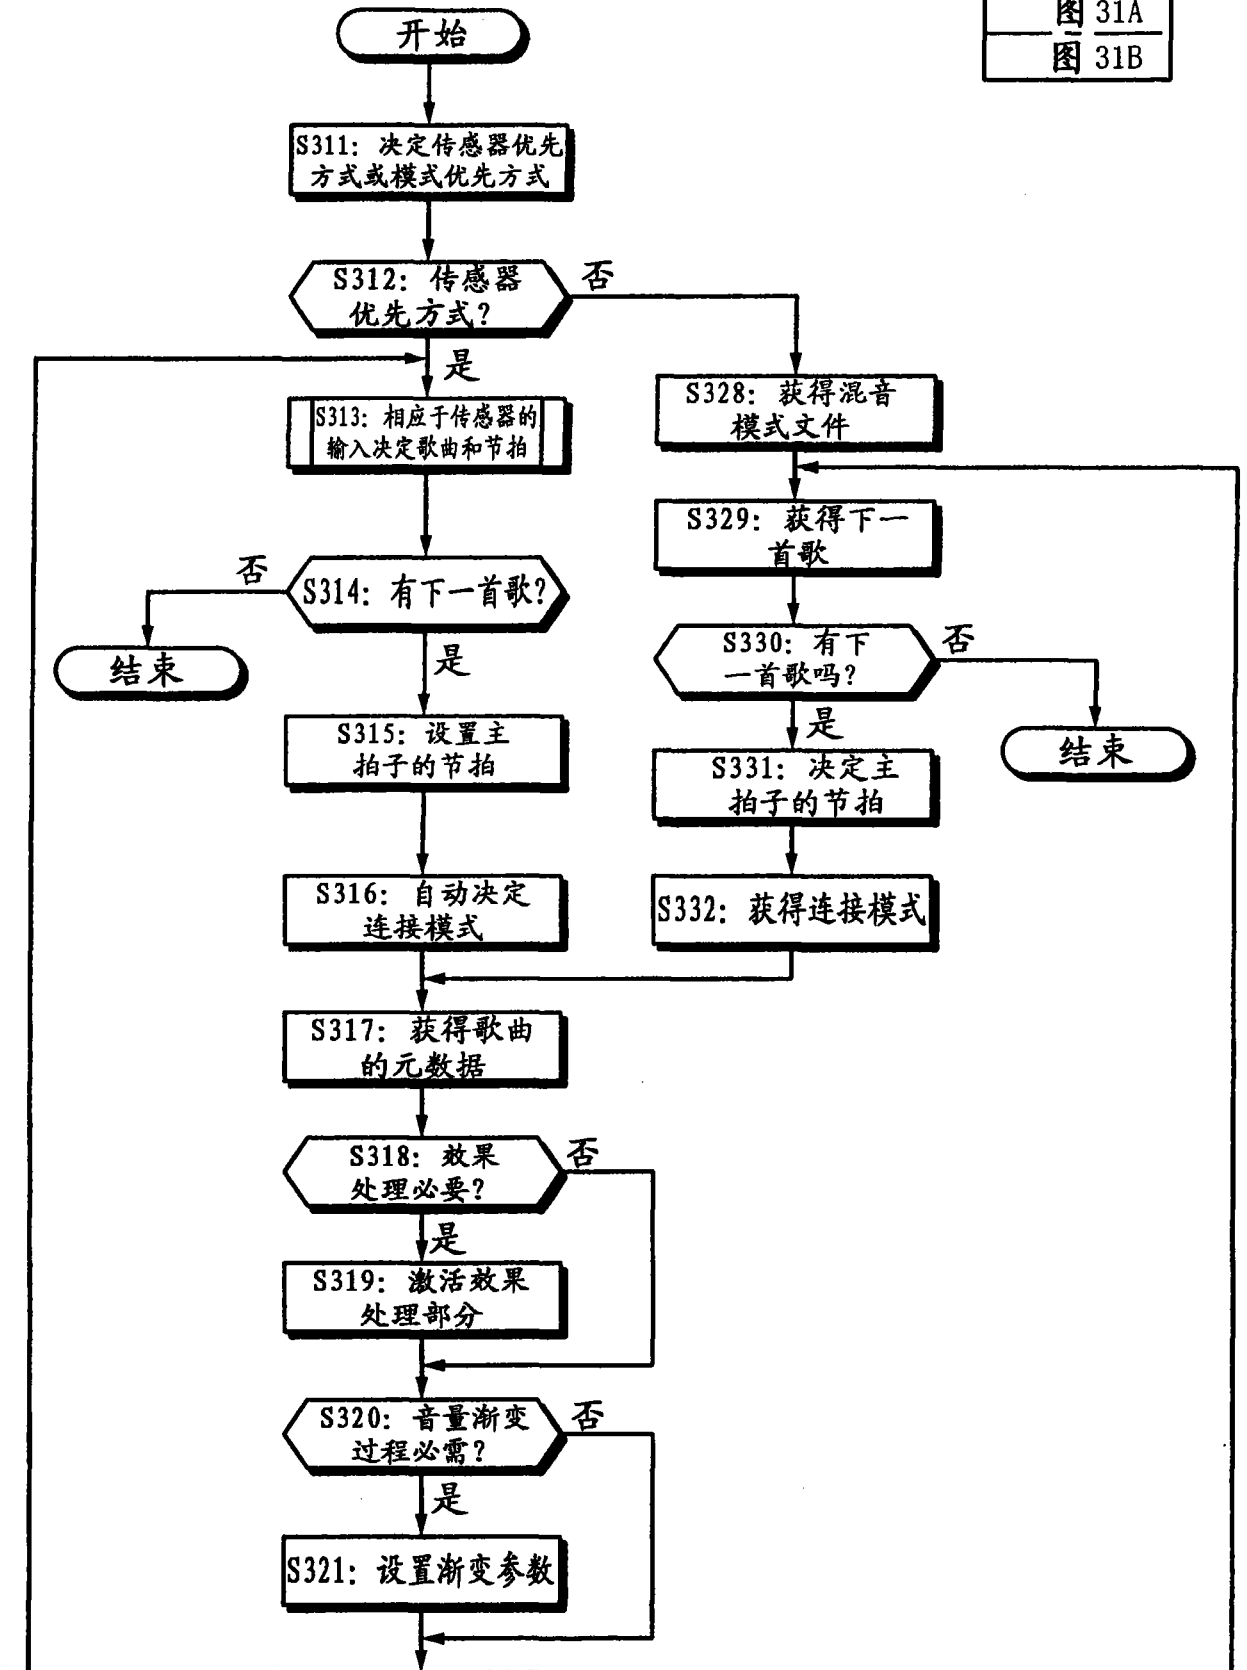 图 31A
图 31B
开始
S311: 决定传感器优先
方式或模式优先方式
S312: 传感器
优先方式?
否
是
S313: 相应于传感器的
输入决定歌曲和节拍
S328: 获得混音
模式文件
S329: 获得下一
首歌
否
S314: 有下一首歌?
S330: 有下
一首歌吗?
否
结束
是
是
S315: 设置主
拍子的节拍
结束
S331: 决定主
拍子的节拍
S316: 自动决定
连接模式
S332: 获得连接模式
S317: 获得歌曲
的元数据
S318: 效果
处理必要?
否
是
S319: 激活效果
处理部分
S320: 音量渐变
过程必需?
否
是
S321: 设置渐变参数